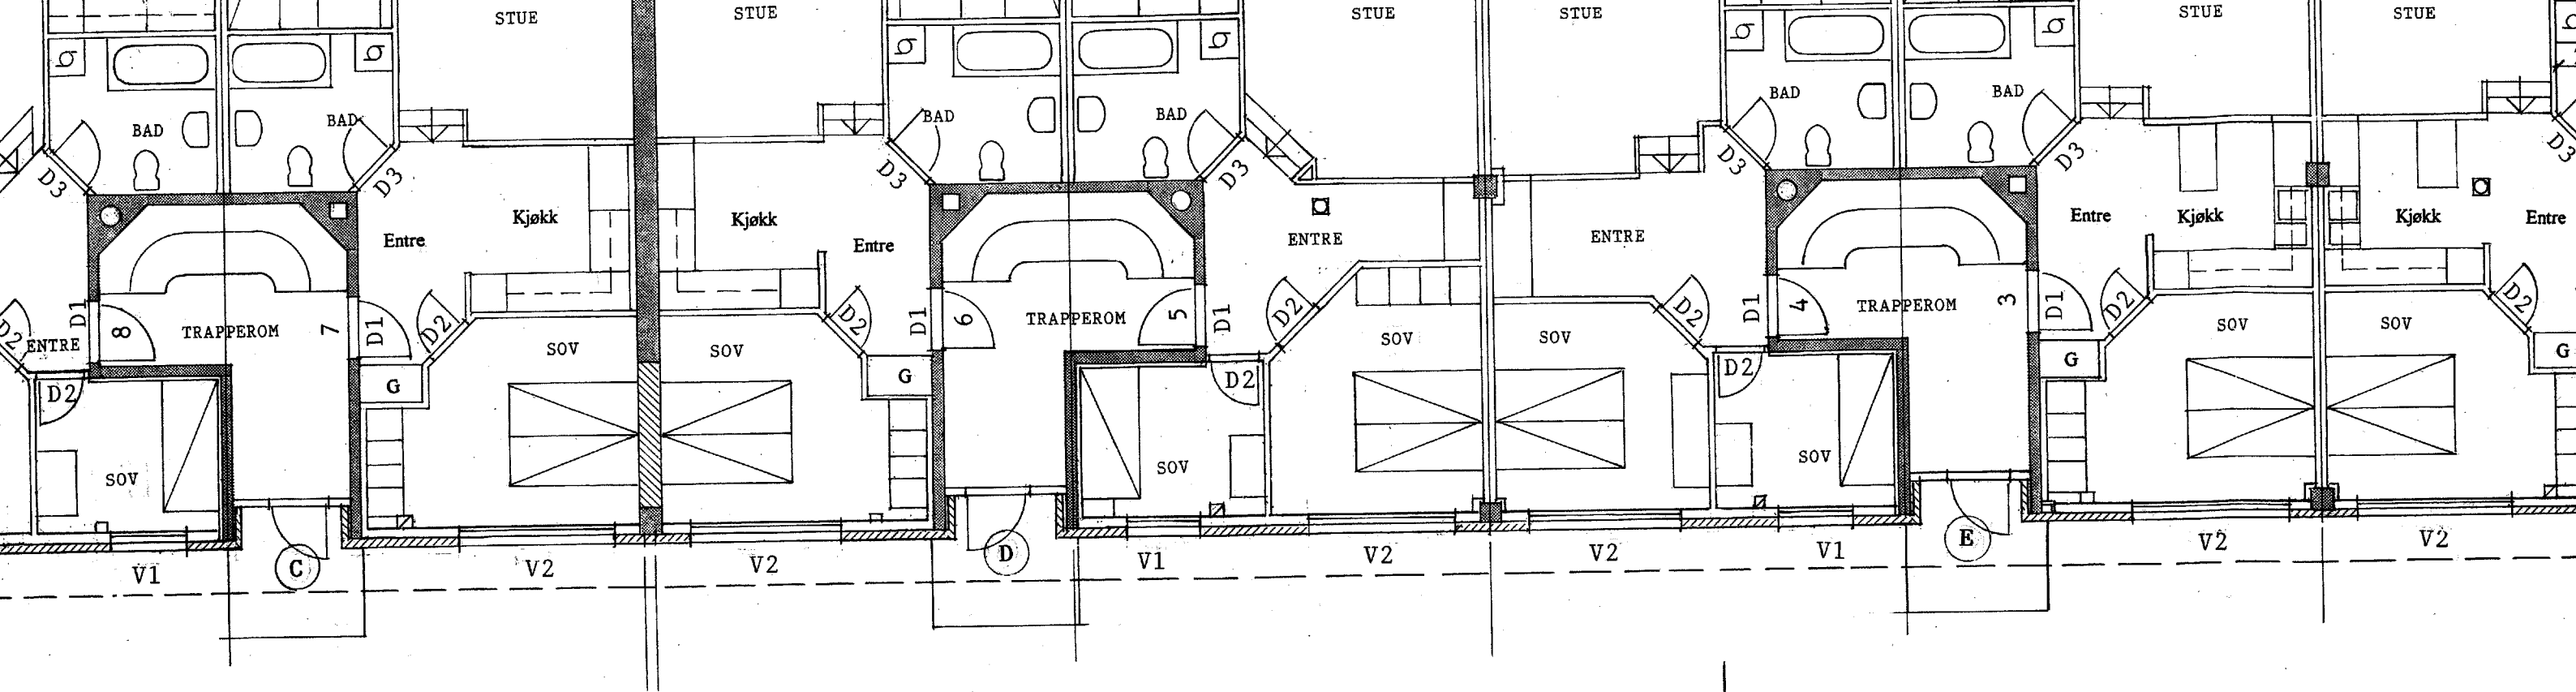 STUE
STUE
STUE
STUE
STUE
STUE
BAD
BAD
BAD
BAD
BAD
BAD
D3
D3
D3
D3
D3
D3
D3
Kjøkk
Kjøkk
Kjøkk
Kjøkk
Entre
Entre
ENTRE
ENTRE
Entre
Entre
D1
8
TRAPPEROM
7
D1
D2
D2
D1
6
TRAPPEROM
5
D1
D2
D2
D1
4
TRAPPEROM
3
D1
D2
D2
D2
ENTRE
SOV
SOV
SOV
SOV
SOV
SOV
D2
G
G
D2
D2
G
G
SOV
SOV
SOV
C
D
E
V1
V2
V2
V1
V2
V2
V1
V2
V2